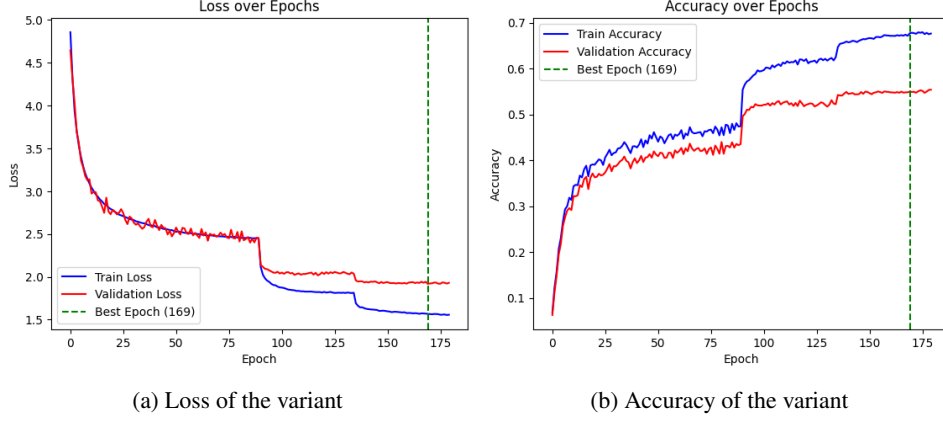 Loss over Epochs
5.0
4.5
4.0
3.5
3.0
2.5
2.0
1.5
Loss
Train Loss
Validation Loss
Best Epoch (169)
0
25
50
75
100
125
150
175
Epoch
(a) Loss of the variant
Accuracy over Epochs
0.7
0.6
0.5
0.4
0.3
0.2
0.1
Accuracy
Train Accuracy
Validation Accuracy
Best Epoch (169)
0
25
50
75
100
125
150
175
Epoch
(b) Accuracy of the variant